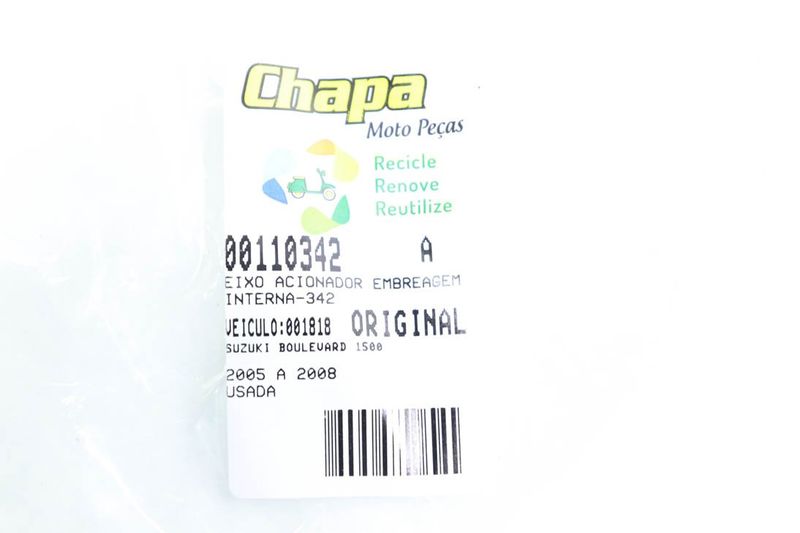 Chapa
Moto Peças
Recicle
Renove
Reutilize
00110342 A
EIXO ACIONADOR EMBREAGEM
INTERNA-342
VEICULO:001818 ORIGINAL
SUZUKI BOULEVARD 1500
2005 A 2008
USADA